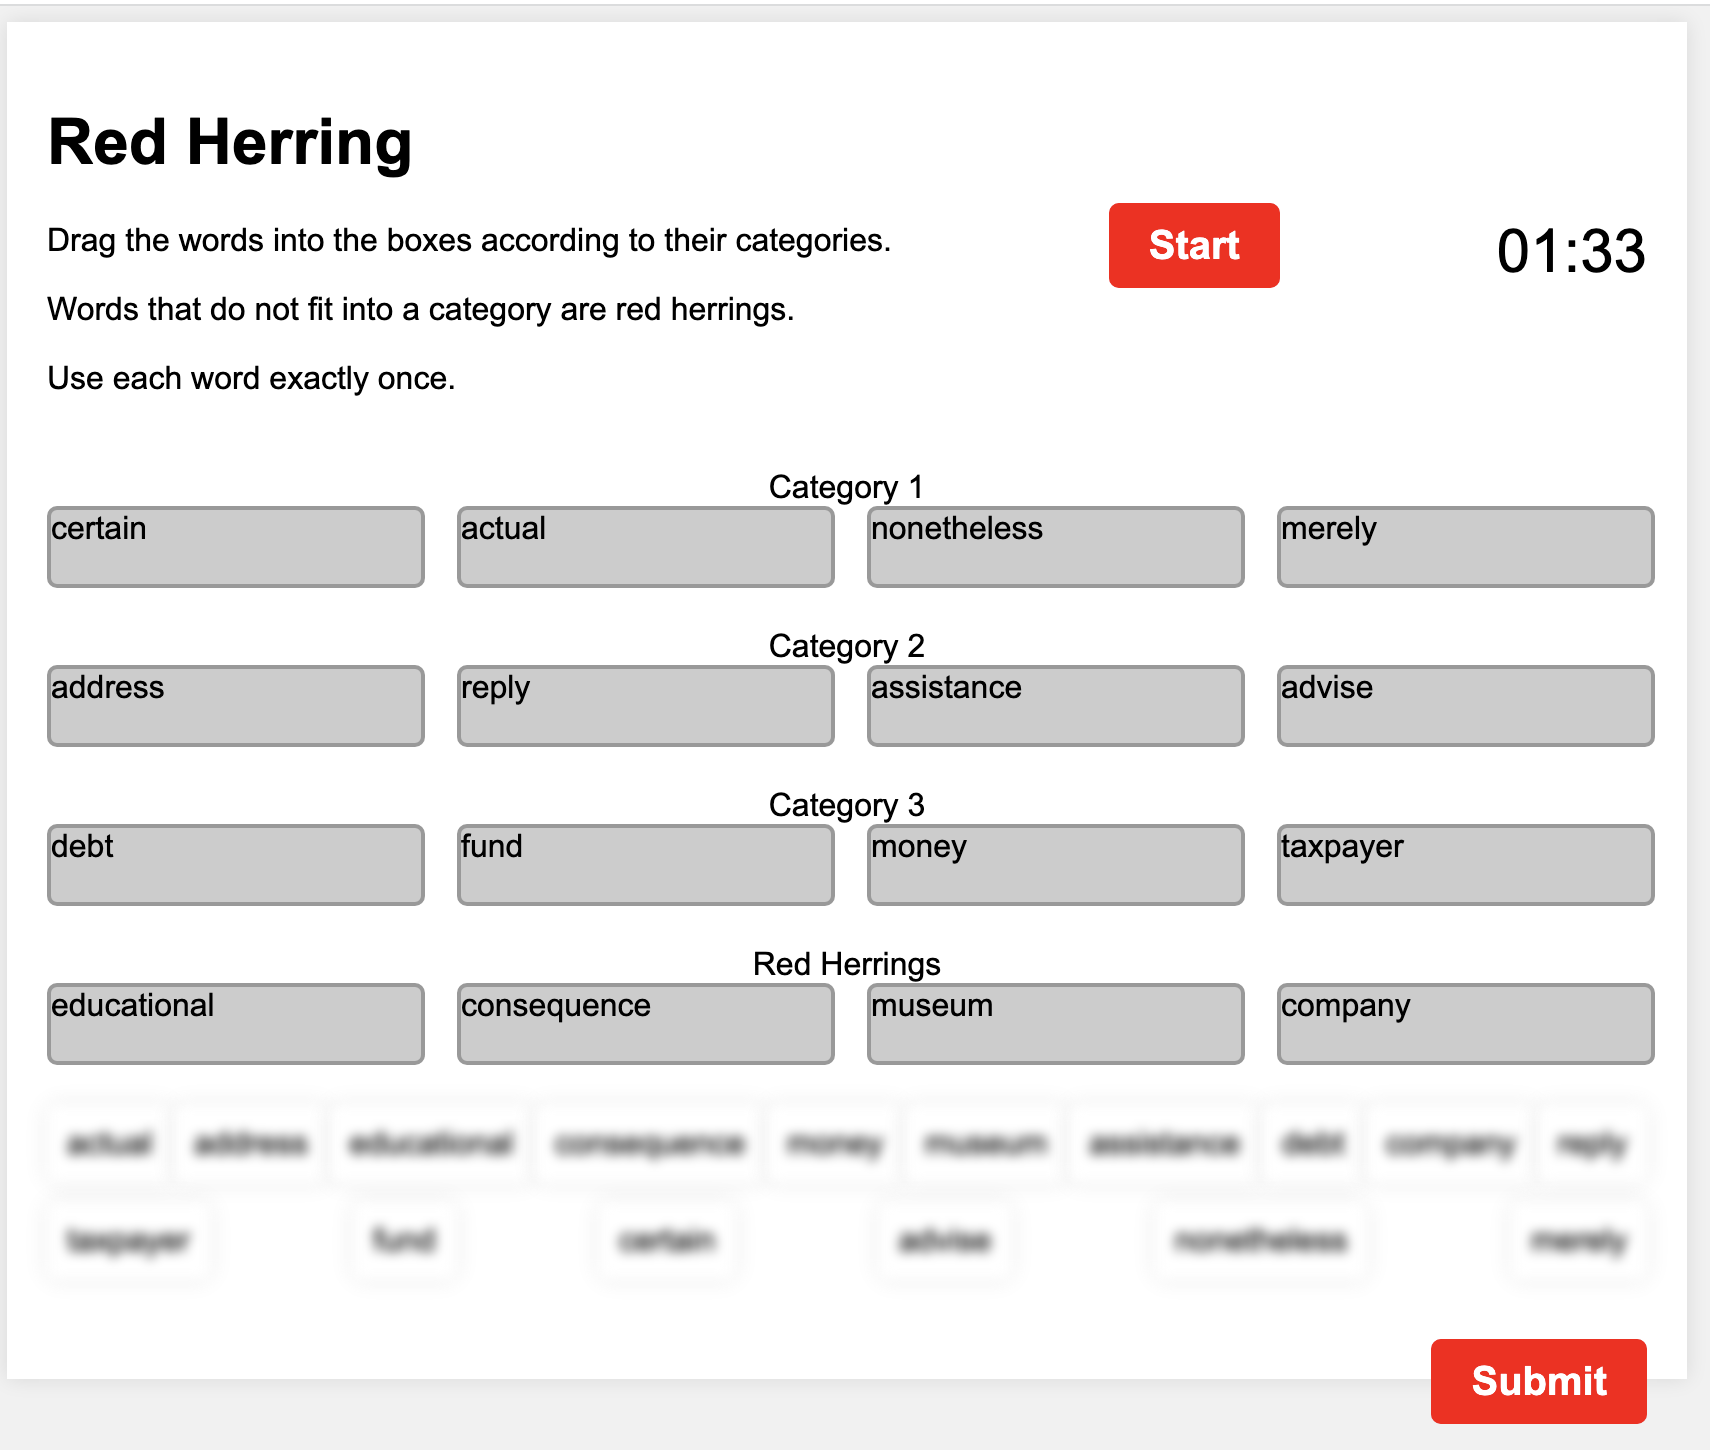 Red Herring
Drag the words into the boxes according to their categories.
Start
01:33
Words that do not fit into a category are red herrings.
Use each word exactly once.
Category 1
certain actual nonetheless merely
Category 2
address reply assistance advise
Category 3
debt fund money taxpayer
Red Herrings
educational consequence museum company
actual address educational consequence money museum assistance debt company reply
taxpayer fund certain advise nonetheless merely
Submit